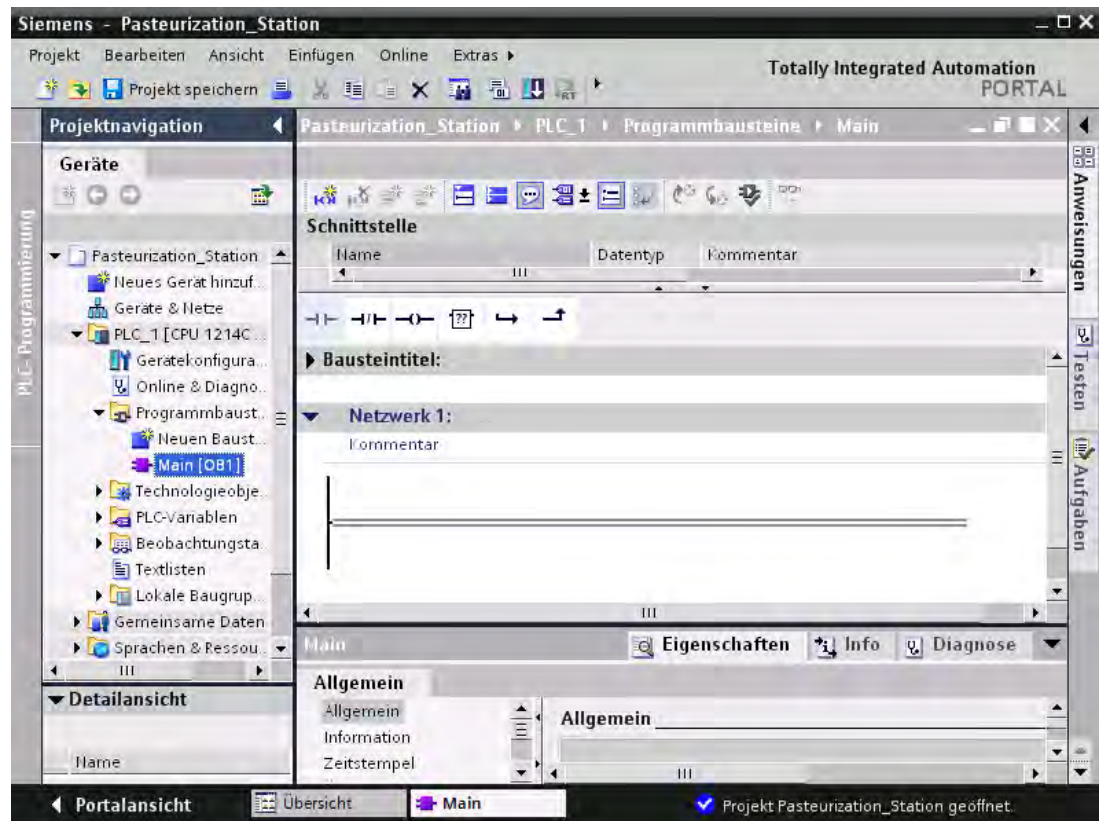 Siemens - Pasteurization_Station
Projekt Bearbeiten Ansicht Einfügen Online Extras
Totally Integrated Automation
PORTAL
Projekt speichern
Projektnavigation
Pasteurization_Station PLC_1 Programmbausteine Main
Geräte
PLC-Programmierung
Pasteurization_Station
Neues Gerät hinzuf...
Geräte & Netze
PLC_1 [CPU 1214C ...
Gerätekonfigura...
Online & Diagno...
Programmbaust...
Neuen Baust...
Main [OB1]
Technologieobje...
PLC-Variablen
Beobachtungsta...
Textlisten
Lokale Baugrup...
Gemeinsame Daten
Sprachen & Ressou...
Detailansicht
Name
Schnittstelle
Name Datentyp Kommentar
??
Bausteintitel:
Netzwerk 1:
Kommentar
Main
Eigenschaften Info Diagnose
Allgemein
Allgemein
Information
Zeitstempel
Allgemein
Anweisungen
Testen
Aufgaben
Portalansicht Übersicht Main Projekt Pasteurization_Station geöffnet.